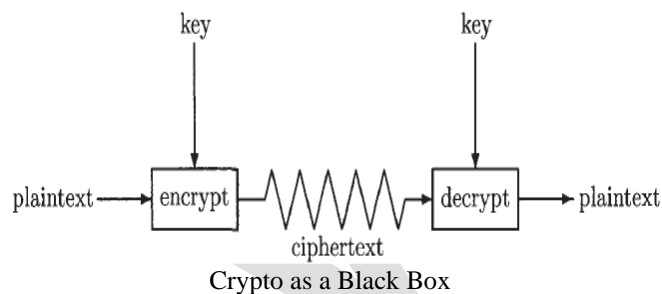 key key
plaintext encrypt decrypt plaintext
ciphertext
Crypto as a Black Box